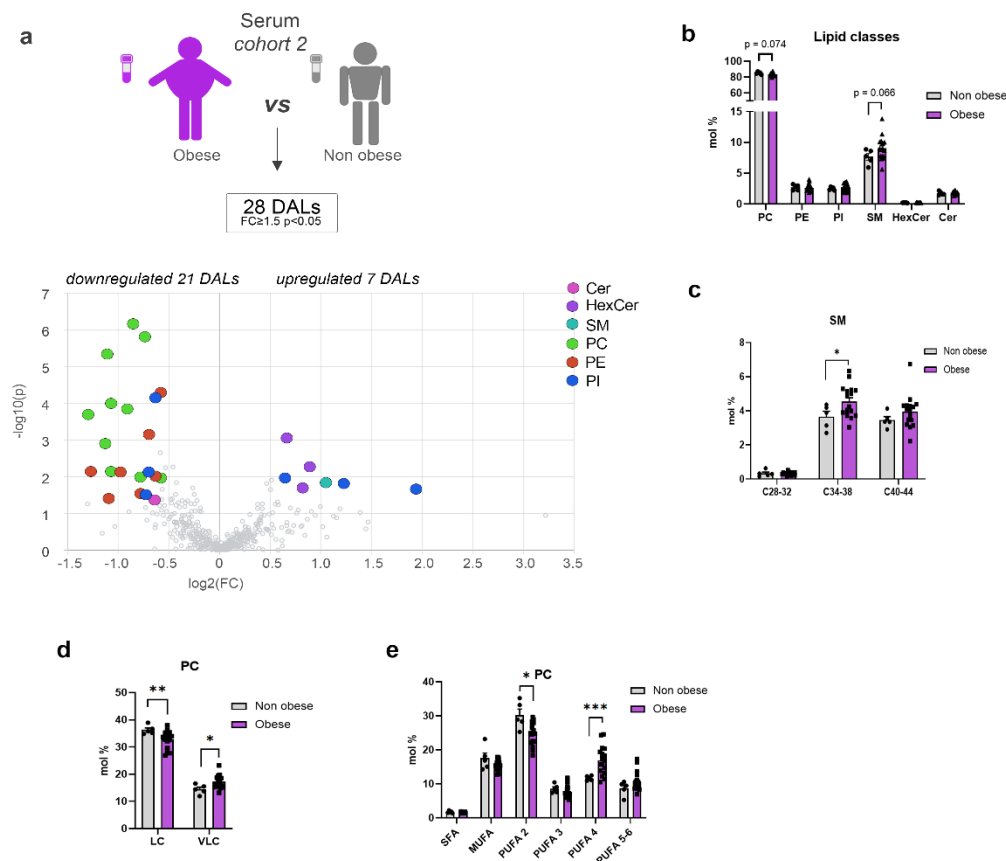 a
Serum
cohort 2
vs
Obese
Non obese
28 DALs
FC≥1.5 p<0.05
downregulated 21 DALs
upregulated 7 DALs
7
6
5
4
3
2
1
0
-log10(p)
-1.5
-1.0
-0.5
0
0.5
1.0
1.5
2.0
2.5
3.0
3.5
log2(FC)
Cer
HexCer
SM
PC
PE
PI
b
Lipid classes
p = 0.074
p = 0.066
Non obese
Obese
mol %
100
80
60
15
10
5
0
PC
PE
PI
SM
HexCer
Cer
c
SM
Non obese
Obese
*
mol %
8
6
4
2
0
C28-32
C34-38
C40-44
d
PC
Non obese
Obese
**
*
mol %
50
40
30
20
10
0
LC
VLC
e
PC
Non obese
Obese
*
***
mol %
40
30
20
10
0
SFA
MUFA
PUFA 2
PUFA 3
PUFA 4
PUFA 5-6